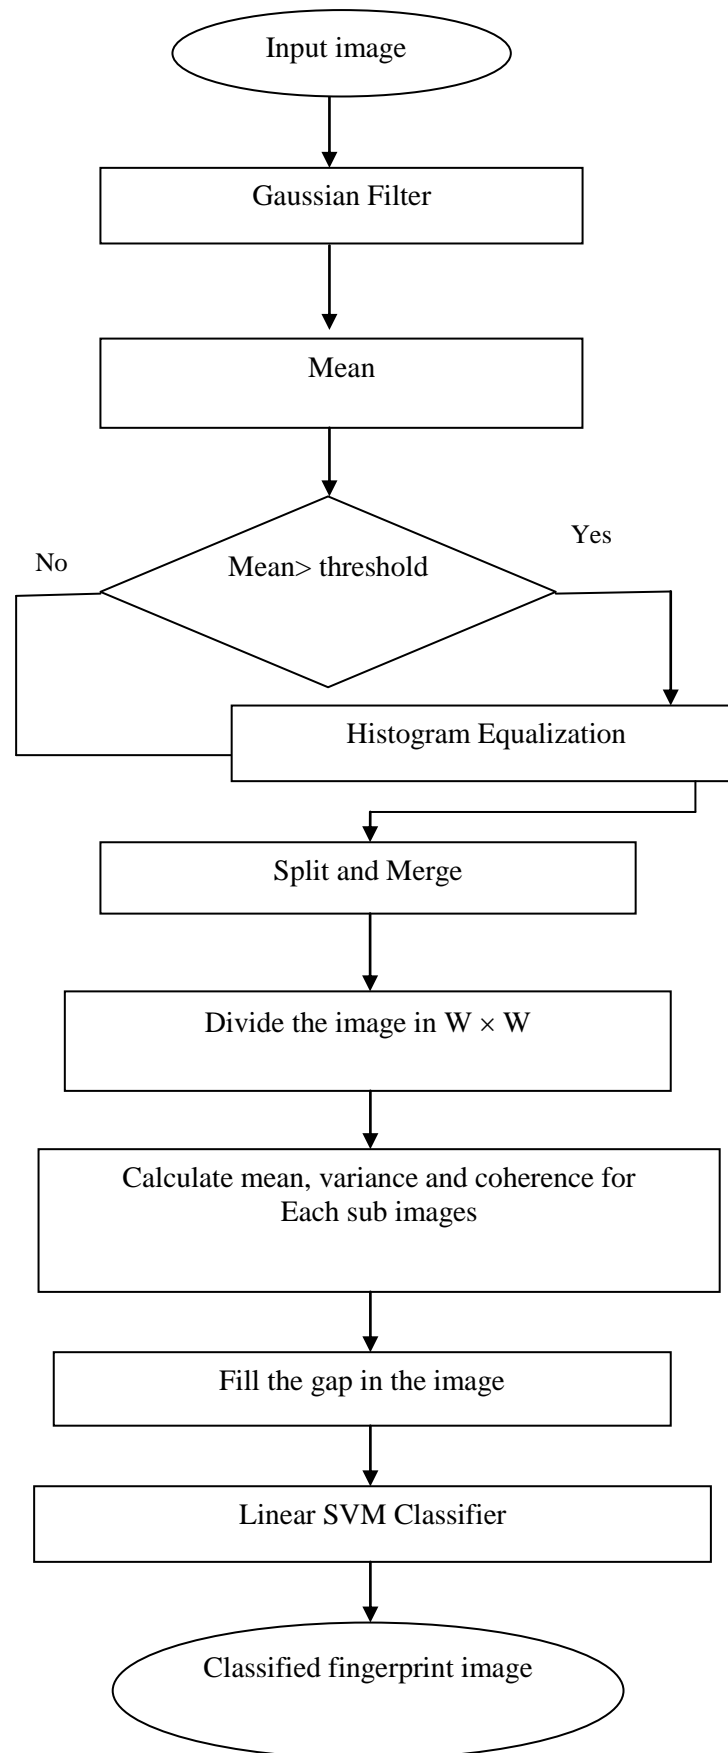 Input image
Gaussian Filter
Mean
No
Yes
Mean> threshold
Histogram Equalization
Split and Merge
Divide the image in W × W
Calculate mean, variance and coherence for
Each sub images
Fill the gap in the image
Linear SVM Classifier
Classified fingerprint image